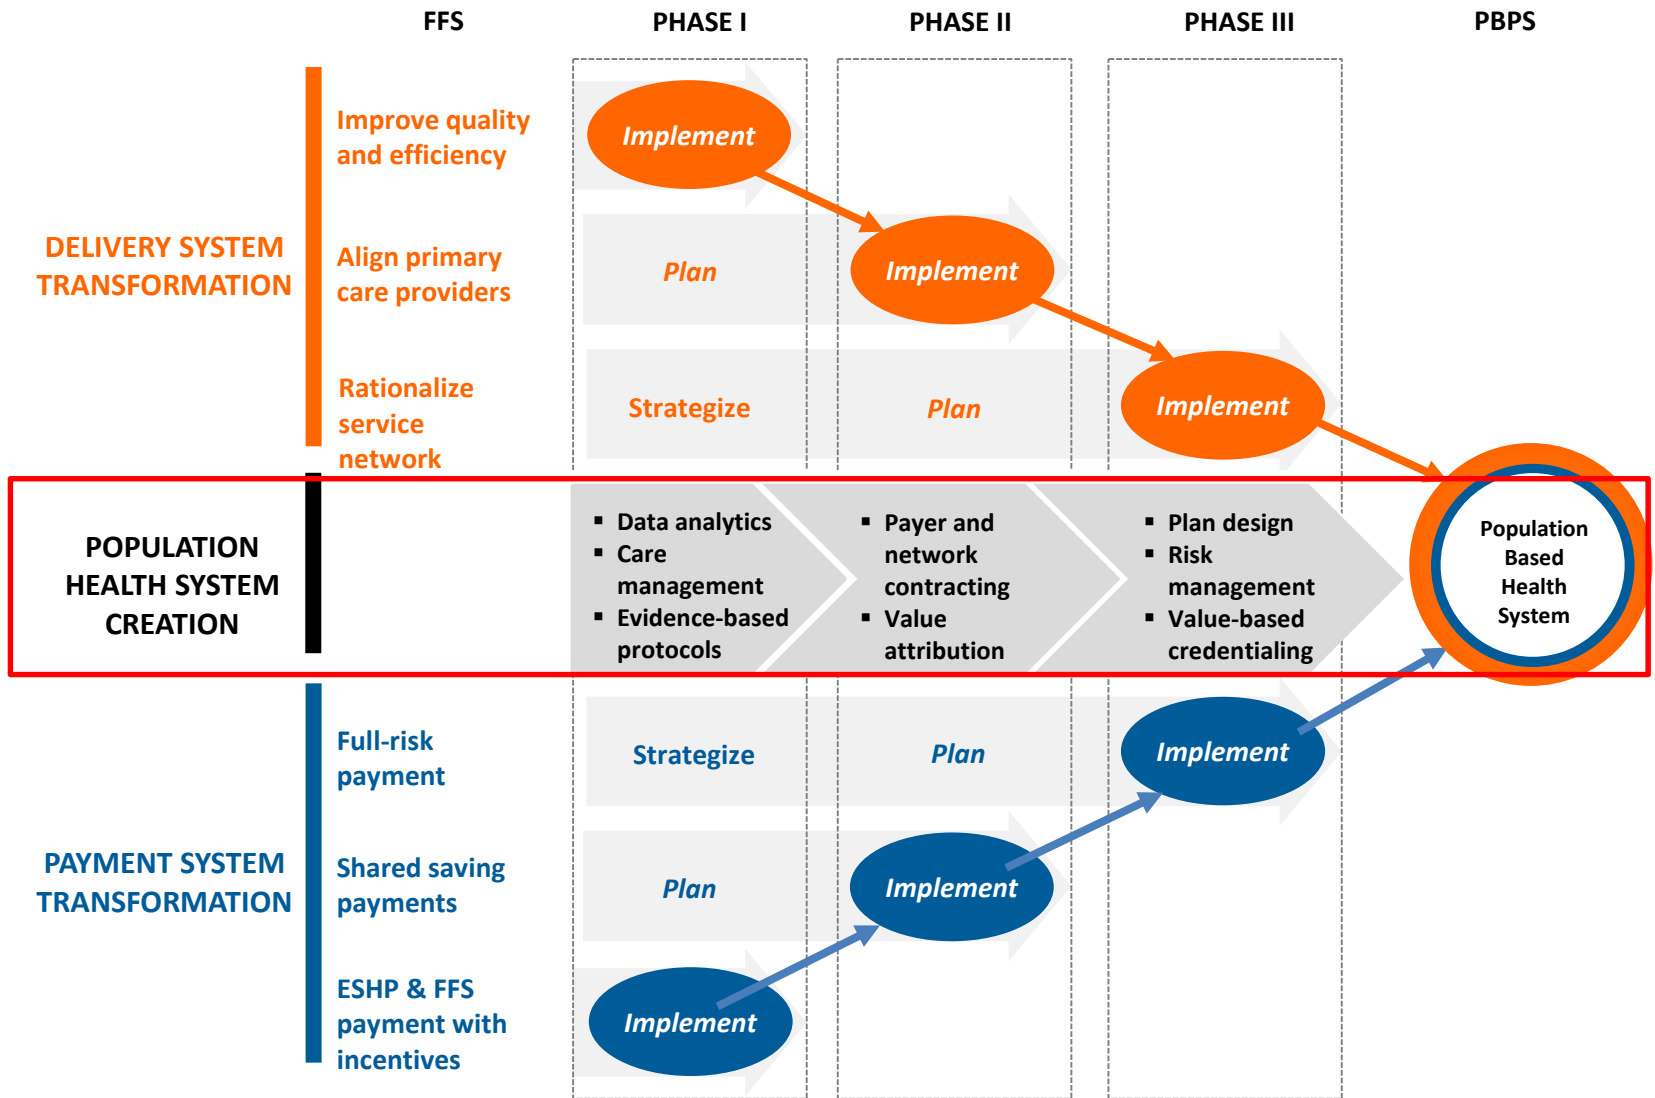 FFS PHASE I PHASE II PHASE III PBPS
DELIVERY SYSTEM
TRANSFORMATION
Improve quality
and efficiency
Implement
Align primary
care providers
Plan
Implement
Rationalize
service
network
Strategize
Plan
Implement
POPULATION
HEALTH SYSTEM
CREATION
▪ Data analytics
▪ Care
management
▪ Evidence-based
protocols
▪ Payer and
network
contracting
▪ Value
attribution
▪ Plan design
▪ Risk
management
▪ Value-based
credentialing
Population
Based
Health
System
PAYMENT SYSTEM
TRANSFORMATION
Full-risk
payment
Strategize
Plan
Implement
Shared saving
payments
Plan
Implement
ESHP & FFS
payment with
incentives
Implement